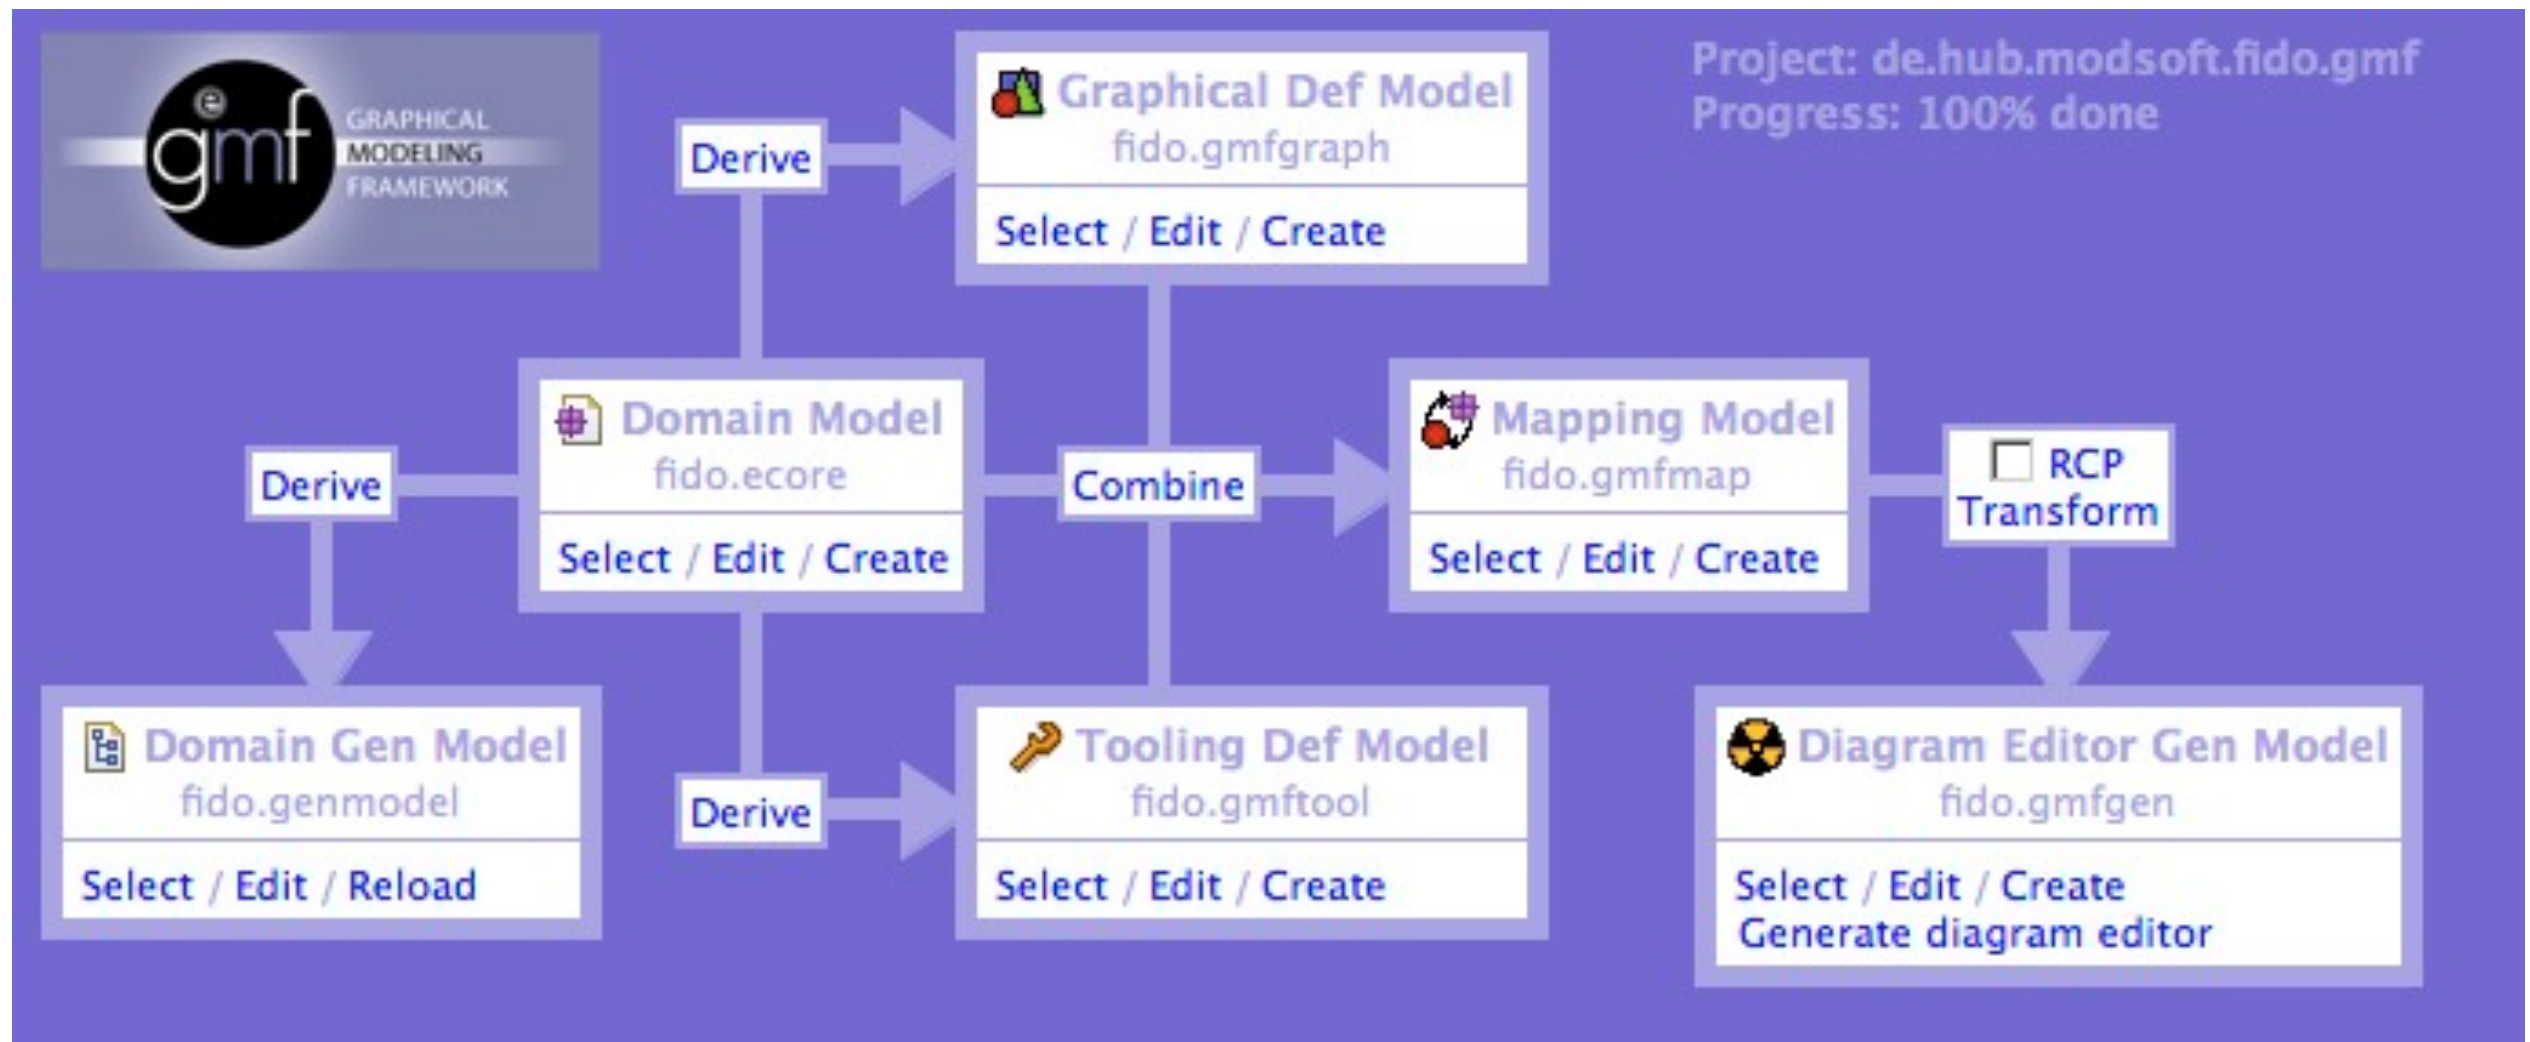 e
gmf
GRAPHICAL
MODELING
FRAMEWORK
Project: de.hub.modsoft.fido.gmf
Progress: 100% done
Derive
Graphical Def Model
fido.gmfgraph
Select / Edit / Create
Derive
Domain Model
fido.ecore
Select / Edit / Create
Combine
Mapping Model
fido.gmfmap
Select / Edit / Create
RCP
Transform
Domain Gen Model
fido.genmodel
Select / Edit / Reload
Derive
Tooling Def Model
fido.gmftool
Select / Edit / Create
Diagram Editor Gen Model
fido.gmfgen
Select / Edit / Create
Generate diagram editor